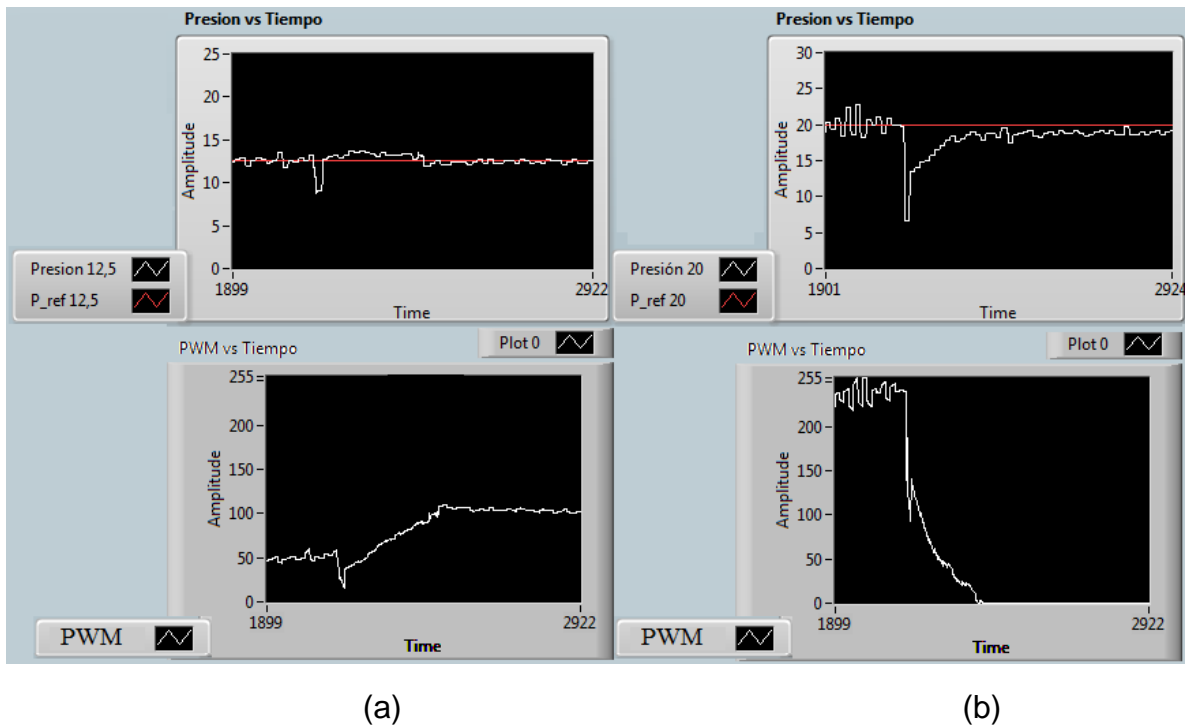 Presion vs Tiempo
25
20
15
10
5
0
Amplitude
1899
2922
Time
Presion 12,5
P_ref 12,5
Presion vs Tiempo
30
25
20
15
10
5
0
Amplitude
1901
2924
Time
Presión 20
P_ref 20
PWM vs Tiempo
Plot 0
255
200
150
100
50
0
Amplitude
1899
2922
Time
PWM
PWM vs Tiempo
Plot 0
255
200
150
100
50
0
Amplitude
1899
2922
Time
PWM
(a)
(b)